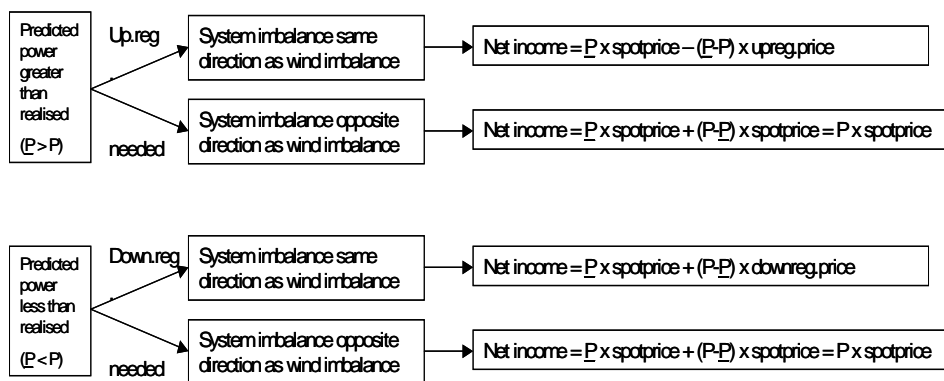 Predicted
power
greater
than
realised
(P > P)
Up.reg
.
needed
System imbalance same
direction as wind imbalance
Net income = P x spotprice – (P-P) x upreg.price
System imbalance opposite
direction as wind imbalance
Net income = P x spotprice + (P-P) x spotprice = P x spotprice
Predicted
power
less than
realised
(P < P)
Down.reg
.
needed
System imbalance same
direction as wind imbalance
Net income = P x spotprice + (P-P) x downreg.price
System imbalance opposite
direction as wind imbalance
Net income = P x spotprice + (P-P) x spotprice = P x spotprice